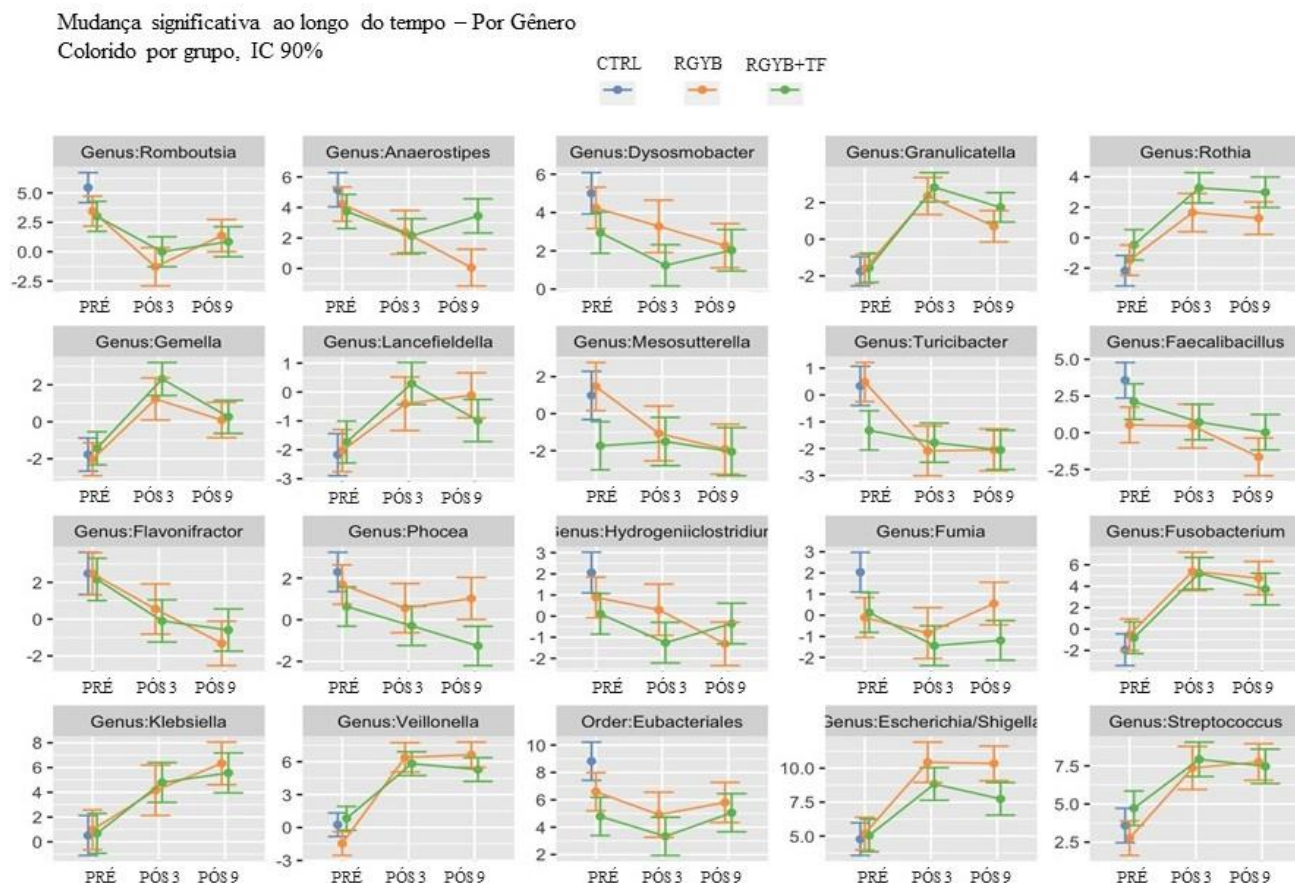 Mudança significativa ao longo do tempo – Por Gênero
Colorido por grupo, IC 90%
CTRL RGYB RGYB+TF
Genus:Romboutsia Genus:Anaerostipes Genus:Dysosmobacter Genus:Granulicatella Genus:Rothia
5.0 6 6 2 4
2.5 4 4 0 2
0.0 2 2 -2 0
-2.5 0 0 -2
PRÉ PÓS 3 PÓS 9 PRÉ PÓS 3 PÓS 9 PRÉ PÓS 3 PÓS 9 PRÉ PÓS 3 PÓS 9 PRÉ PÓS 3 PÓS 9
Genus:Gemella Genus:Lancefieldella Genus:Mesosutterella Genus:Turicibacter Genus:Faecalibacillus
2 1 2 1 5.0
0 0 0 0 2.5
-2 -1 -2 -1 0.0
-2 -2 -2.5
-3 -3
PRÉ PÓS 3 PÓS 9 PRÉ PÓS 3 PÓS 9 PRÉ PÓS 3 PÓS 9 PRÉ PÓS 3 PÓS 9 PRÉ PÓS 3 PÓS 9
Genus:Flavonifractor Genus:Phocea Genus:Hydrogeniiclostridium Genus:Fumia Genus:Fusobacterium
2 2 3 3 6
0 0 2 2 4
-2 -2 1 1 2
0 0 0
-1 -1 -2
-2 -2
PRÉ PÓS 3 PÓS 9 PRÉ PÓS 3 PÓS 9 PRÉ PÓS 3 PÓS 9 PRÉ PÓS 3 PÓS 9 PRÉ PÓS 3 PÓS 9
Genus:Klebsiella Genus:Veillonella Order:Eubacteriales Genus:Escherichia/Shigella Genus:Streptococcus
8 6 10 10.0 7.5
6 3 8 7.5 5.0
4 0 6 5.0 2.5
2 -3 4
0 2
PRÉ PÓS 3 PÓS 9 PRÉ PÓS 3 PÓS 9 PRÉ PÓS 3 PÓS 9 PRÉ PÓS 3 PÓS 9 PRÉ PÓS 3 PÓS 9